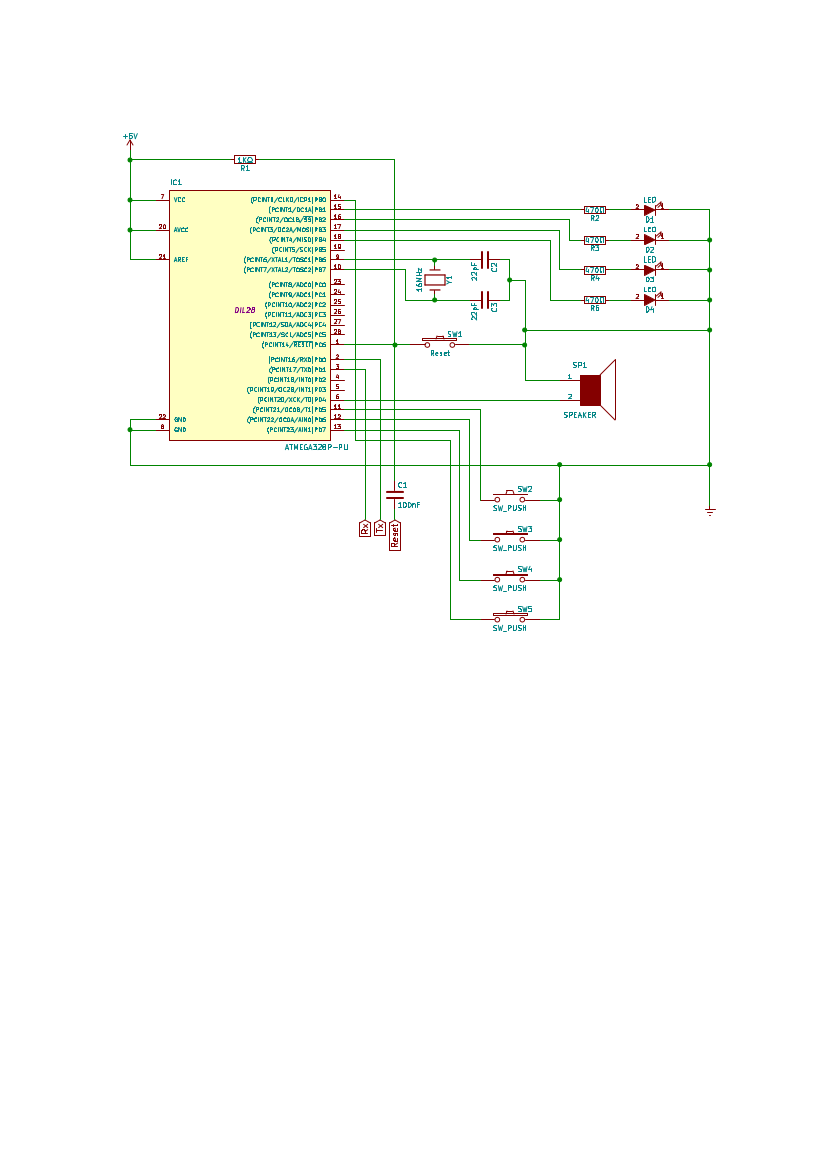 +5V
1KΩ
R1
IC1
7 VCC
20 AVCC
21 AREF
22 GND
8 GND
DIL28
ATMEGA328P-PU
(PCINT0/CLKO/ICP1)PB0 14
(PCINT1/OC1A)PB1 15
(PCINT2/OC1B/SS)PB2 16
(PCINT3/OC2A/MOSI)PB3 17
(PCINT4/MISO)PB4 18
(PCINT5/SCK)PB5 19
(PCINT6/XTAL1/TOSC1)PB6 9
(PCINT7/XTAL2/TOSC2)PB7 10
(PCINT8/ADC0)PC0 23
(PCINT9/ADC1)PC1 24
(PCINT10/ADC2)PC2 25
(PCINT11/ADC3)PC3 26
(PCINT12/SDA/ADC4)PC4 27
(PCINT13/SCL/ADC5)PC5 28
(PCINT14/RESET)PC6 1
(PCINT16/RXD)PD0 2
(PCINT17/TXD)PD1 3
(PCINT18/INT0)PD2 4
(PCINT19/OC2B/INT1)PD3 5
(PCINT20/XCK/T0)PD4 6
(PCINT21/OC0B/T1)PD5 11
(PCINT22/OC0A/AIN0)PD6 12
(PCINT23/AIN1)PD7 13
16MHz
Y1
22pF
C2
22pF
C3
SW1
Reset
470Ω
R2
470Ω
R3
470Ω
R4
470Ω
LED
2 1
D1
LED
2 1
D2
LED
2 1
D3
LED
2 1
D4
SP1
1
2
SPEAKER
C1
100nF
Rx
Tx
Reset
SW2
SW_PUSH
SW3
SW_PUSH
SW4
SW_PUSH
SW5
SW_PUSH